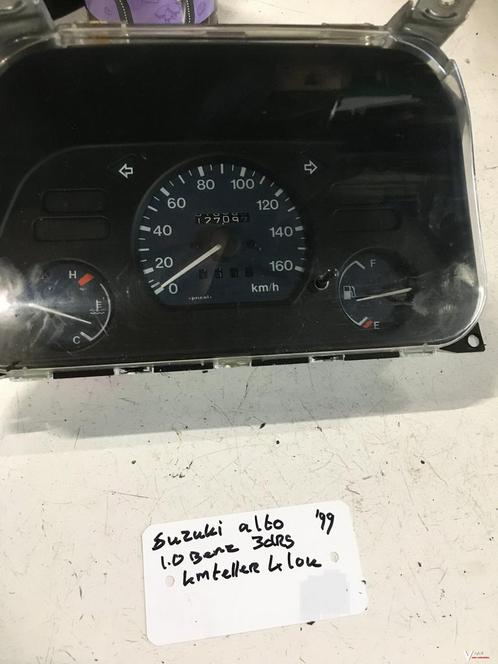 80 100
60 120
40 140
20 160
0 km/h
17709
H
C
F
E
Suzuki alto '99
1.0 Benz 3dRS
kmteller klok